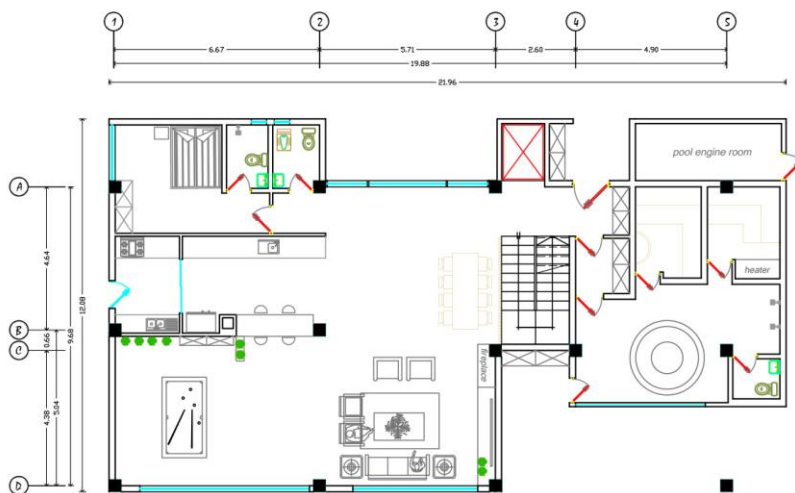 1 2 3 4 5
6.67 5.71 2.60 4.90
19.88
21.96
A
B
C
D
4.64
0.66
4.38
9.68
5.04
12.08
pool engine room
heater
fireplace